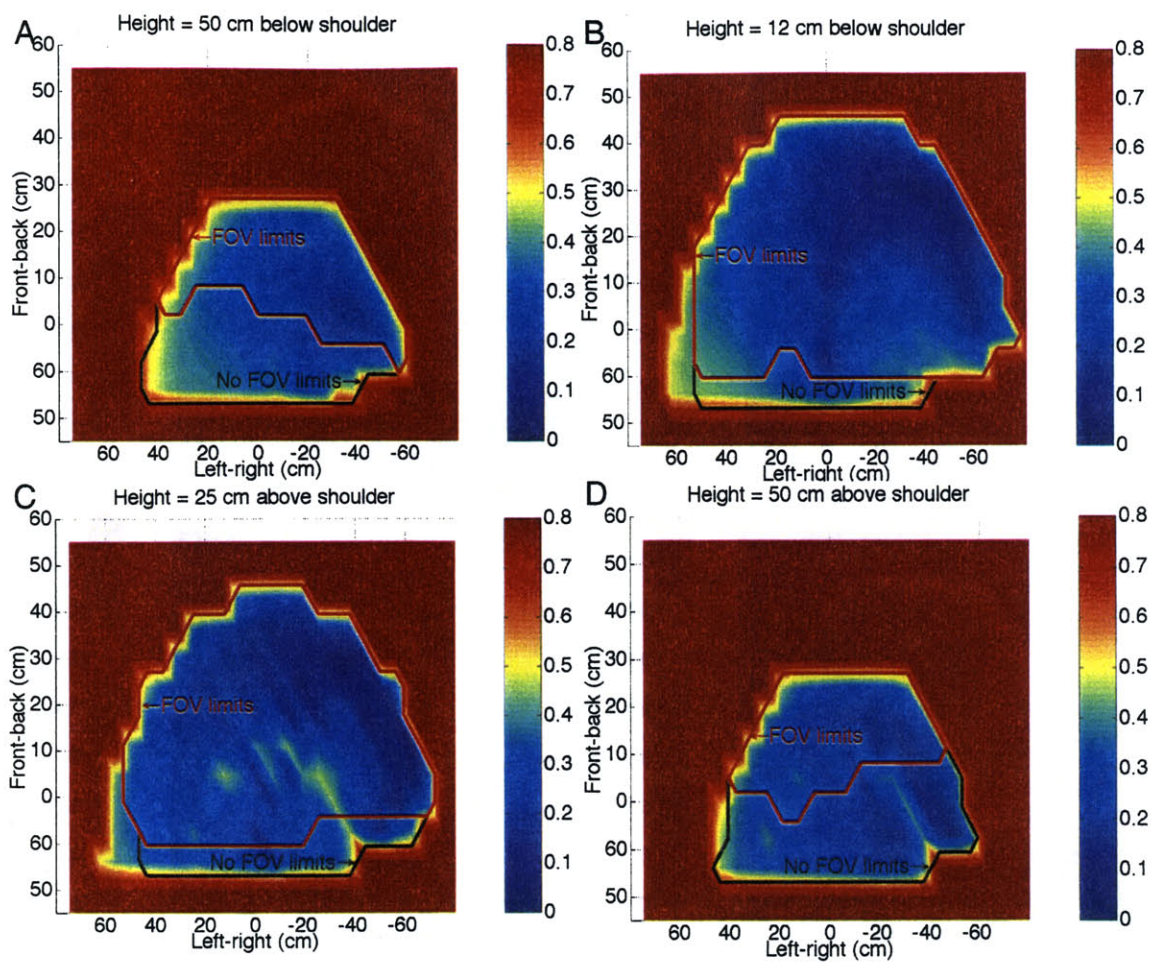 A
Height = 50 cm below shoulder
60
50
40
30
20
10
0
60
50
Front-back (cm)
FOV limits
No FOV limits
60 40 20 0 -20 -40 -60
Left-right (cm)
0.8
0.7
0.6
0.5
0.4
0.3
0.2
0.1
0
B
Height = 12 cm below shoulder
60
50
40
30
20
10
0
60
50
Front-back (cm)
FOV limits
No FOV limits
60 40 20 0 -20 -40 -60
Left-right (cm)
0.8
0.7
0.6
0.5
0.4
0.3
0.2
0.1
0
C
Height = 25 cm above shoulder
60
50
40
30
20
10
0
60
50
Front-back (cm)
FOV limits
No FOV limits
60 40 20 0 -20 -40 -60
Left-right (cm)
0.8
0.7
0.6
0.5
0.4
0.3
0.2
0.1
0
D
Height = 50 cm above shoulder
60
50
40
30
20
10
0
60
50
Front-back (cm)
FOV limits
No FOV limits
60 40 20 0 -20 -40 -60
Left-right (cm)
0.8
0.7
0.6
0.5
0.4
0.3
0.2
0.1
0